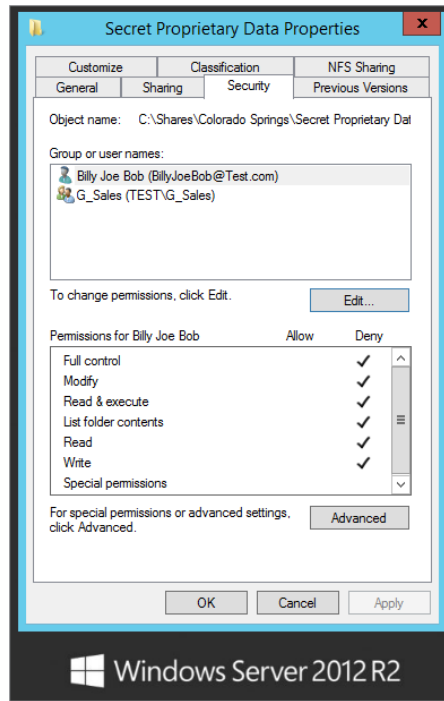 Secret Proprietary Data Properties
x
Customize Classification NFS Sharing
General Sharing Security Previous Versions
Object name: C:\Shares\Colorado Springs\Secret Proprietary Dat
Group or user names:
Billy Joe Bob (BillyJoeBob@Test.com)
G_Sales (TEST\G_Sales)
To change permissions, click Edit.
Edit...
Permissions for Billy Joe Bob Allow Deny
Full control
Modify
Read & execute
List folder contents
Read
Write
Special permissions
For special permissions or advanced settings,
click Advanced.
Advanced
OK Cancel Apply
Windows Server 2012 R2